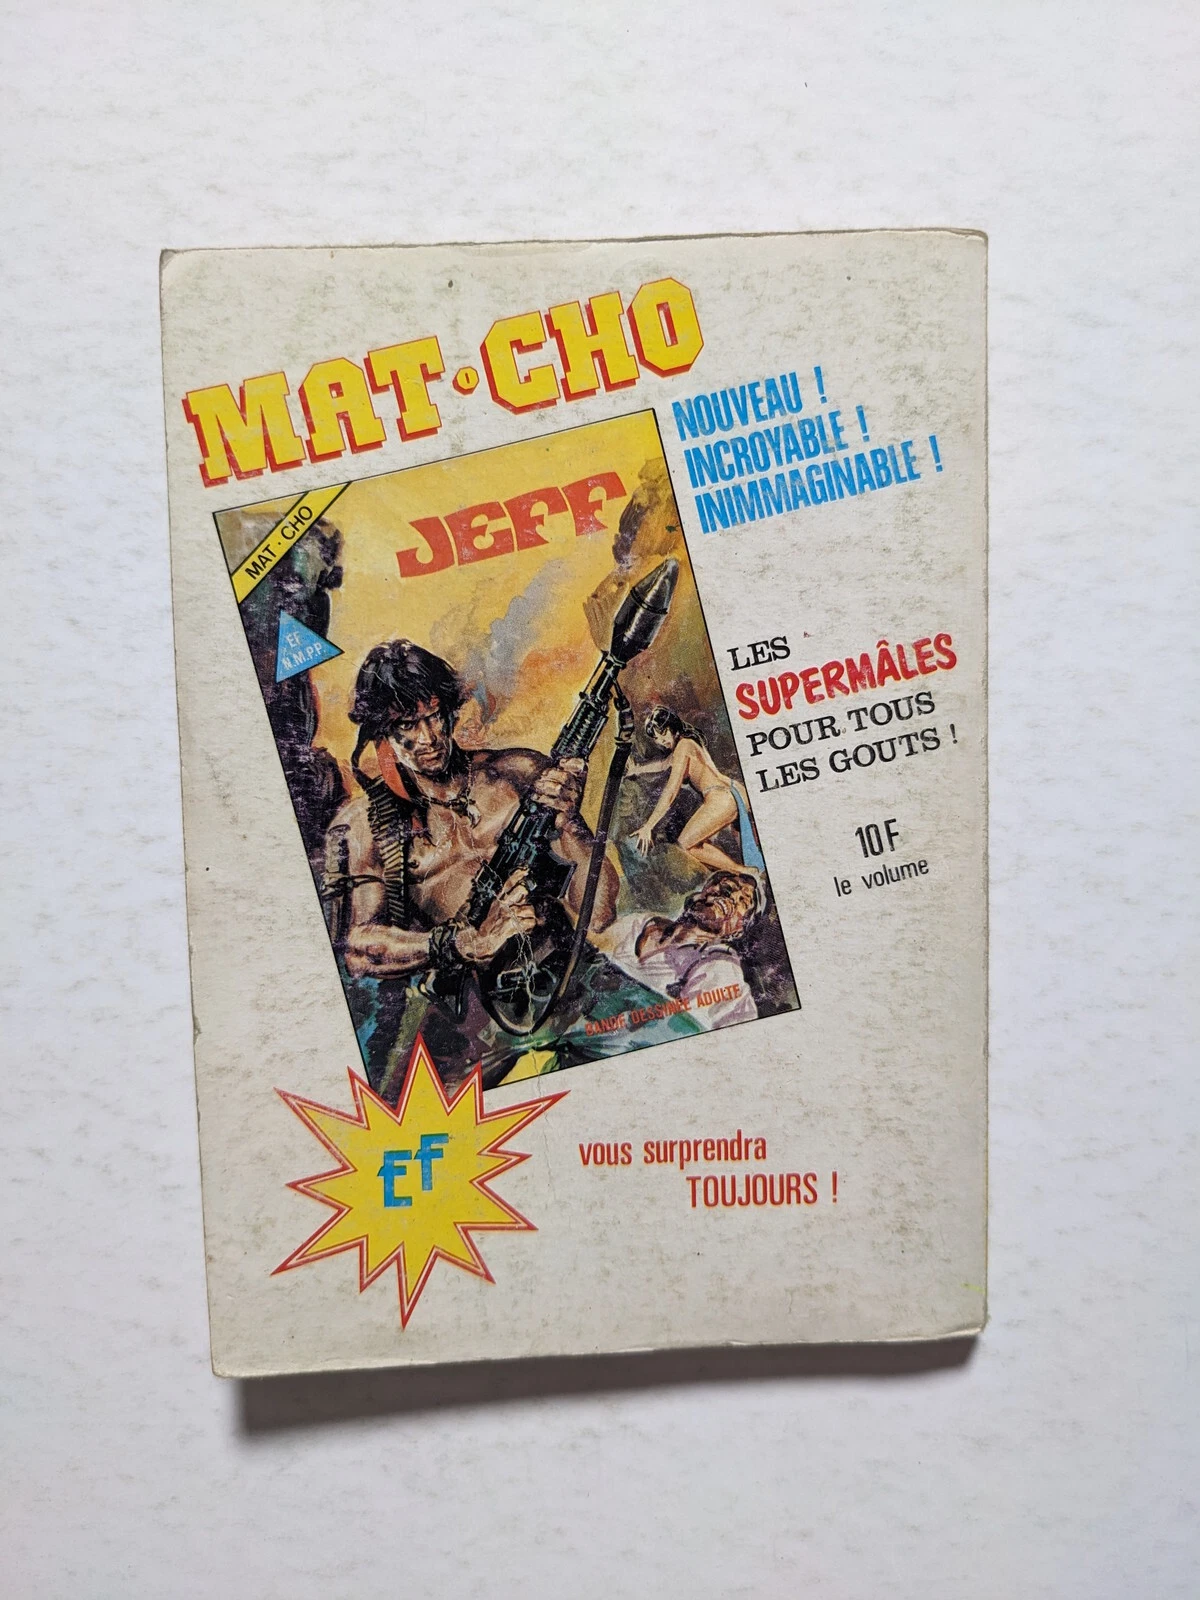 MAT·CHO
NOUVEAU !
INCROYABLE !
INIMMAGINABLE !
MAT·CHO
JEFF
EF
N.M.P.P.
LES
SUPERMÂLES
POUR TOUS
LES GOUTS !
10F
le volume
BANDE DESSINÉE ADULTE
EF
vous surprendra
TOUJOURS !